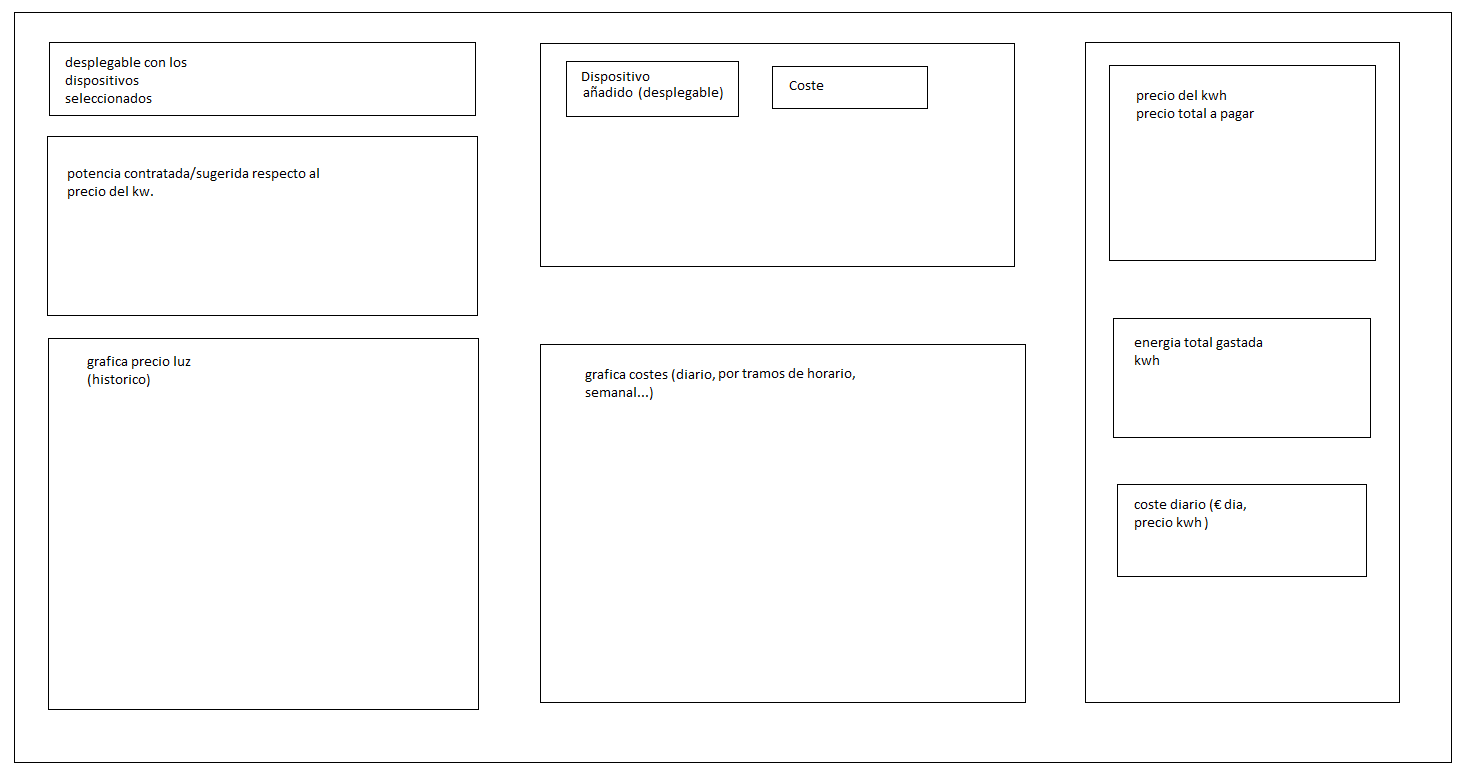 desplegable con los
dispositivos
seleccionados
potencia contratada/sugerida respecto al
precio del kw.
grafica precio luz
(historico)
Dispositivo
añadido (desplegable)
Coste
grafica costes (diario, por tramos de horario,
semanal...)
precio del kwh
precio total a pagar
energia total gastada
kwh
coste diario (€ dia,
precio kwh )